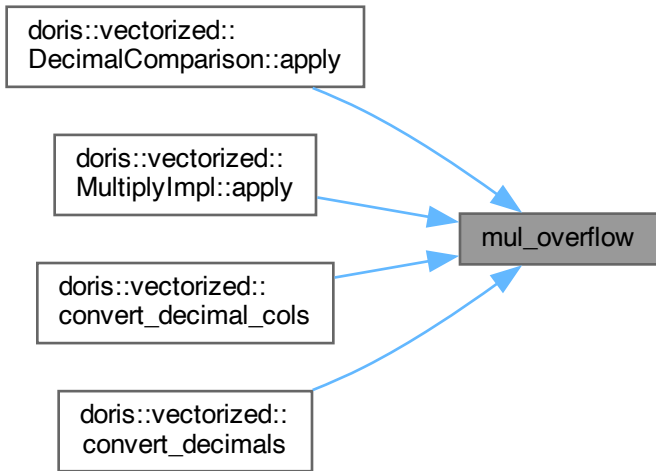 doris::vectorized::
DecimalComparison::apply
doris::vectorized::
MultiplyImpl::apply
mul_overflow
doris::vectorized::
convert_decimal_cols
doris::vectorized::
convert_decimals